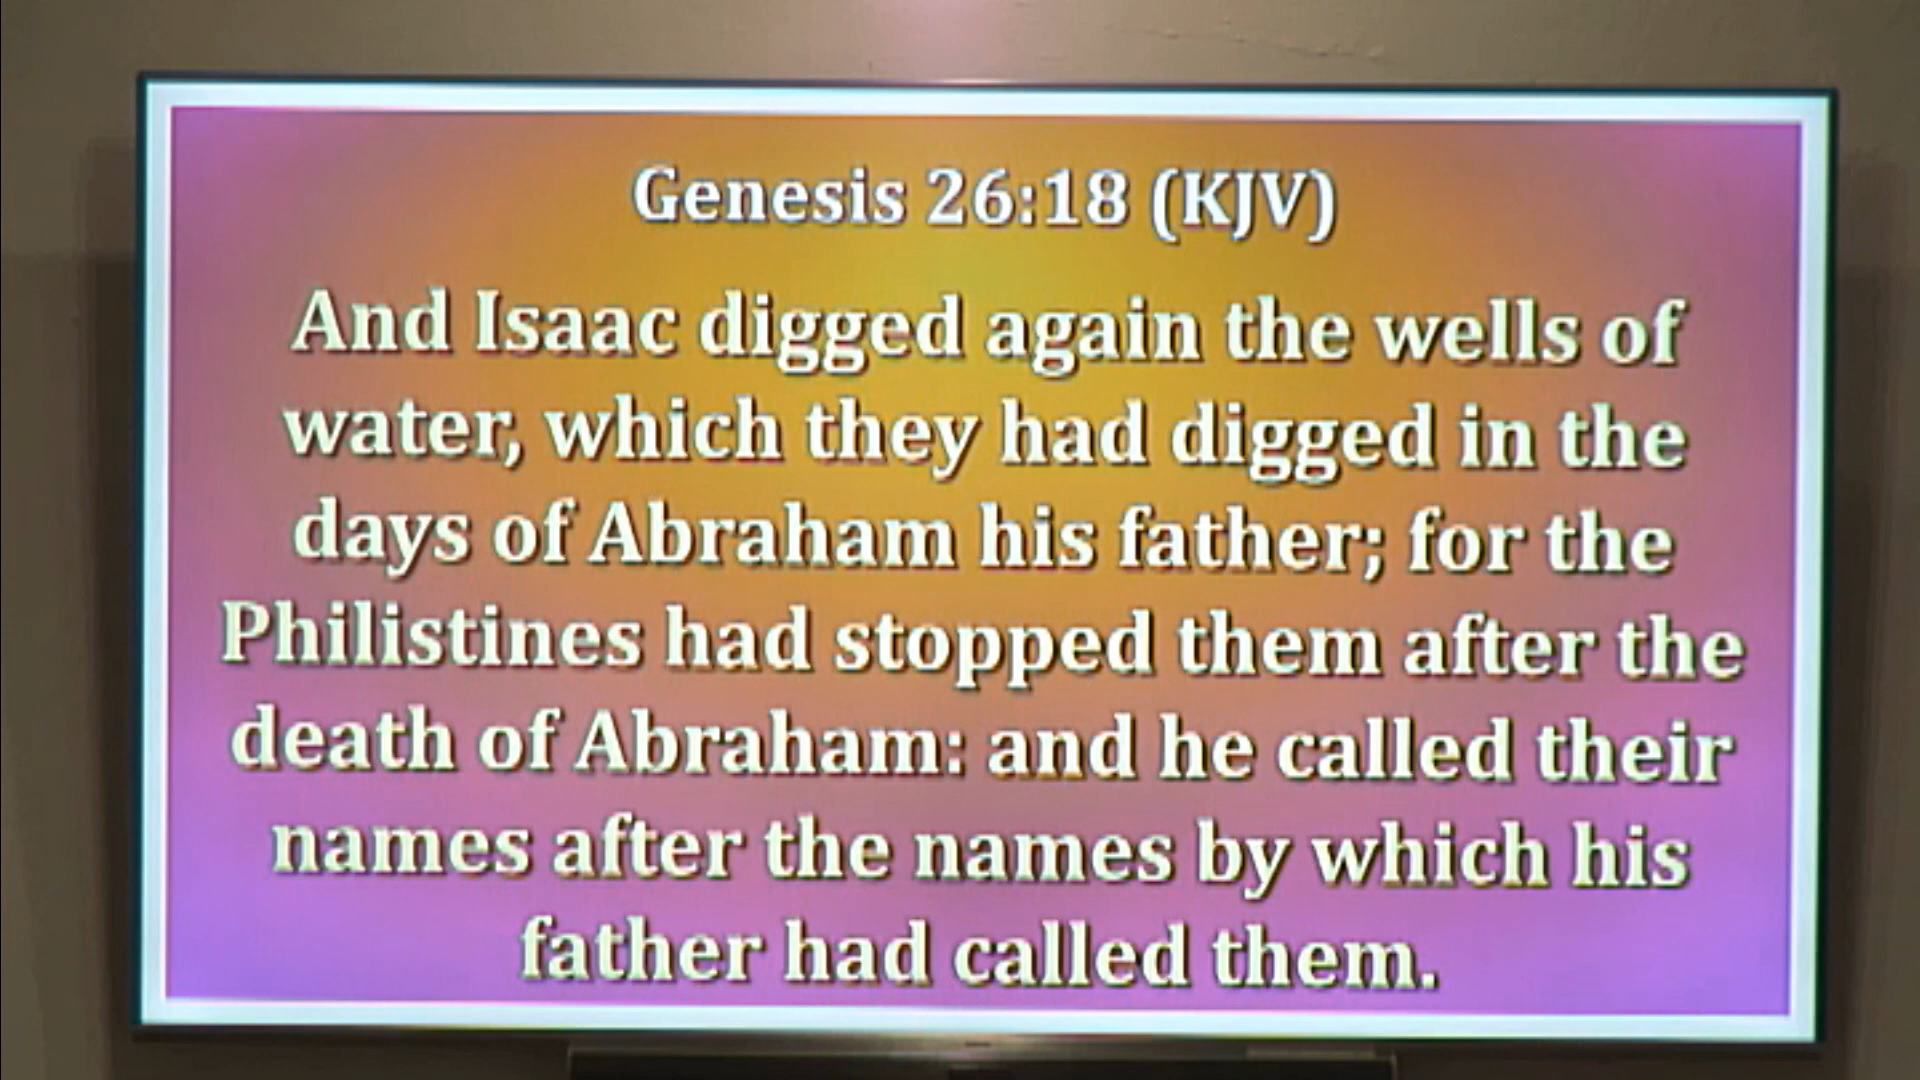 Genesis 26:18 (KJV)
And Isaac digged again the wells of
water, which they had digged in the
days of Abraham his father; for the
Philistines had stopped them after the
death of Abraham: and he called their
names after the names by which his
father had called them.